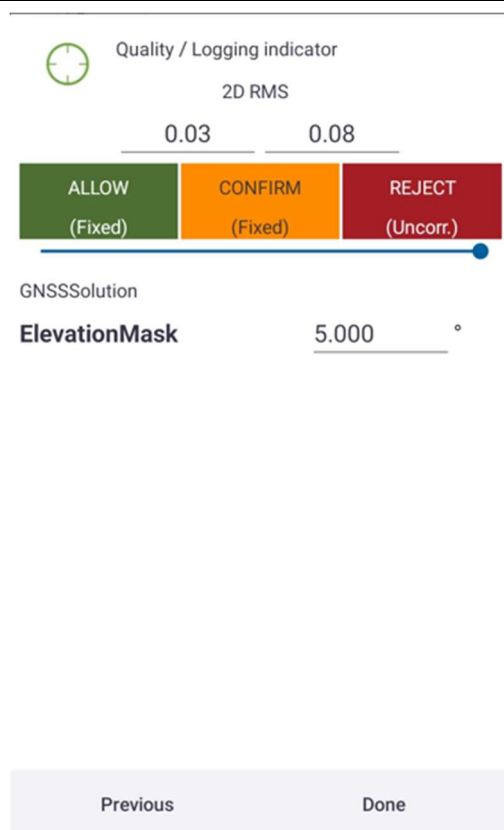 Quality / Logging indicator
2D RMS
0.03 0.08
ALLOW CONFIRM REJECT
(Fixed) (Fixed) (Uncorr.)
GNSSSolution
ElevationMask 5.000 °
Previous Done